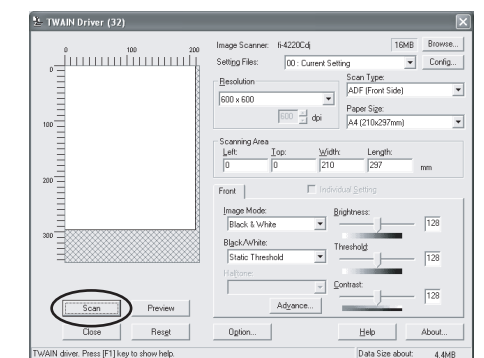 TWAIN Driver (32)
0 100 200
0
100
200
300
Image Scanner: fi-4220Cdj 16MB Browse...
Setting Files: 00 : Current Setting Config...
Resolution
600 x 600
600 dpi
Scan Type:
ADF (Front Side)
Paper Size:
A4 (210x297mm)
Scanning Area
Left: Top: Width: Length:
0 0 210 297 mm
Front Individual Setting
Image Mode:
Black & White
Black/White:
Static Threshold
Halftone:
Advance...
Brightness:
128
Threshold:
128
Contrast:
128
Scan Preview
Close Reset Option... Help About...
TWAIN driver. Press [F1] key to show help. Data Size about: 4.4MB